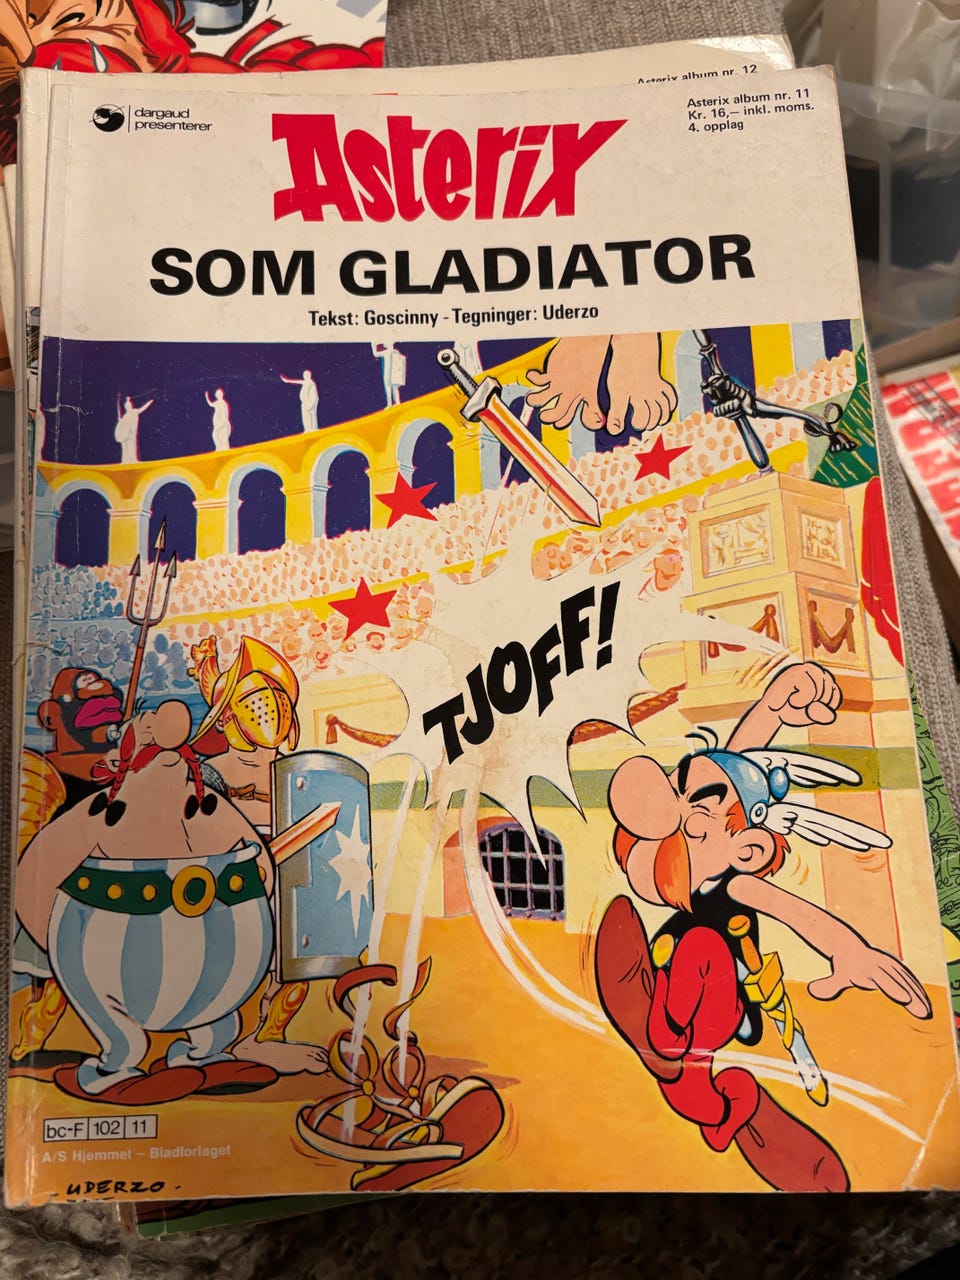 Asterix album nr. 12
dargaud
presenterer
Asterix album nr. 11
Kr. 16,— inkl. moms.
4. opplag
Asterix
SOM GLADIATOR
Tekst: Goscinny - Tegninger: Uderzo
TJOFF!
bc-F 102 11
A/S Hjemmet – Bladforlaget
- UDERZO -